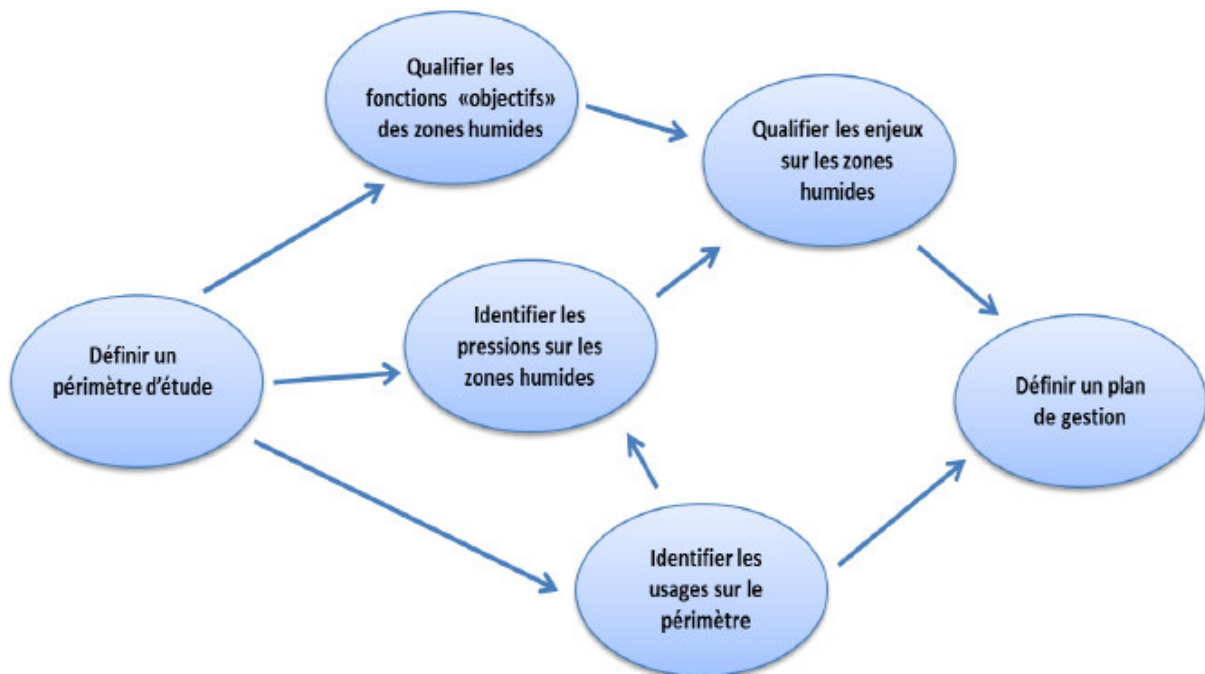 Qualifier les
fonctions «objectifs»
des zones humides
Qualifier les enjeux
sur les zones
humides
Identifier les
pressions sur les
zones humides
Définir un
périmètre d'étude
Définir un plan
de gestion
Identifier les
usages sur le
périmètre